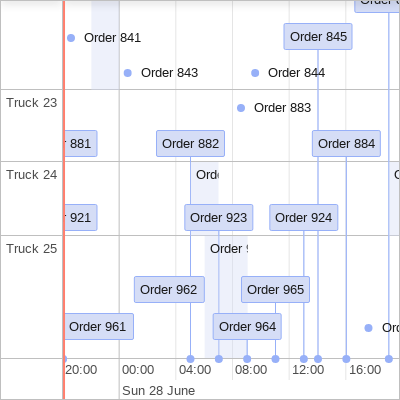 Order 841
Order 845
Order 843
Order 844
Truck 23
Order 883
881
Order 882
Order 884
Truck 24
921
Order 923
Order 924
Truck 25
Order
Order 962
Order 965
Order 961
Order 964
20:00
00:00
04:00
08:00
12:00
16:00
Sun 28 June